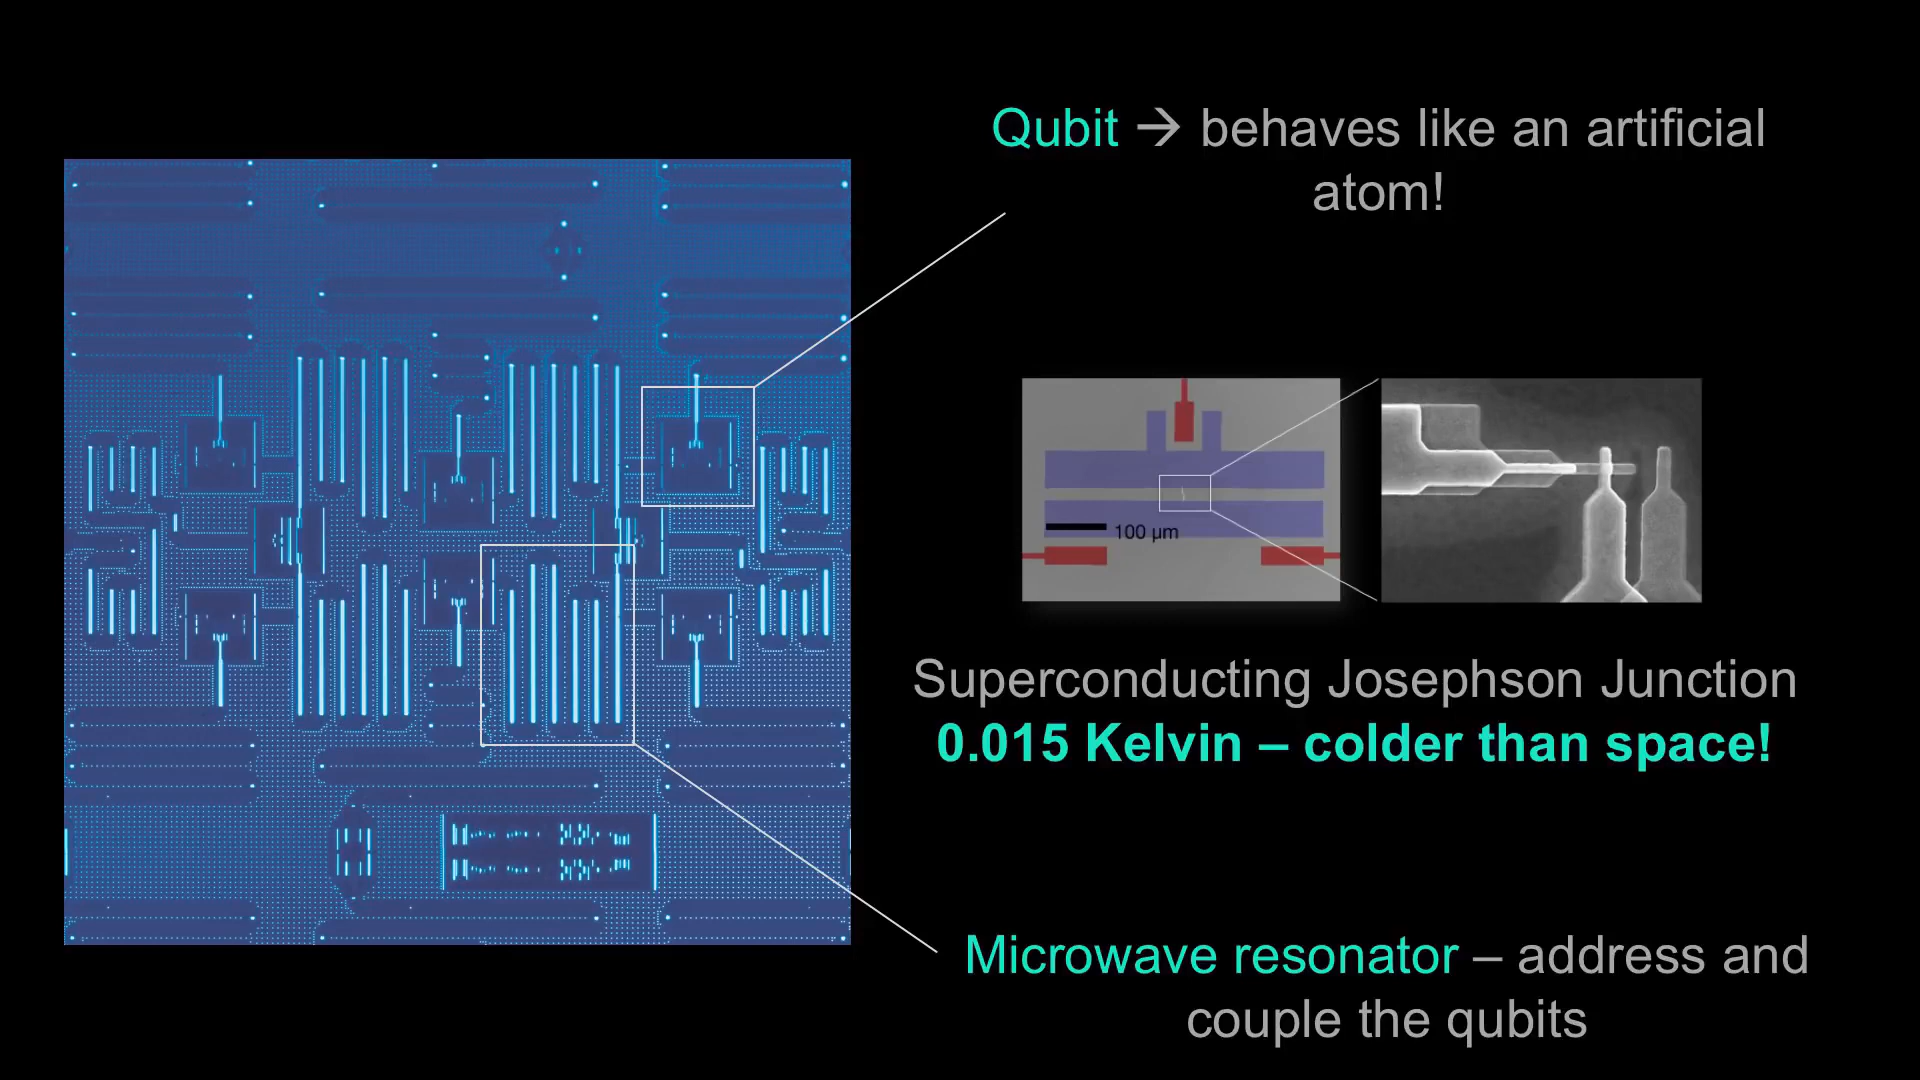 Qubit → behaves like an artificial
atom!
100 µm
Superconducting Josephson Junction
0.015 Kelvin – colder than space!
Microwave resonator – address and
couple the qubits